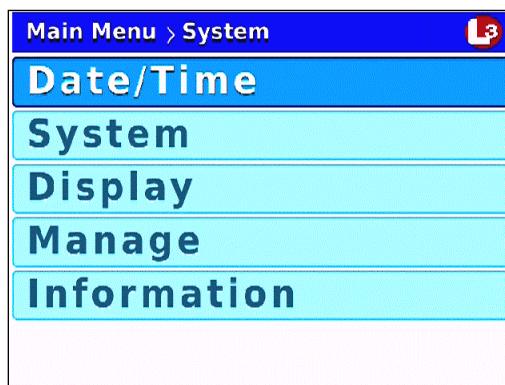 Main Menu > System L3
Date/Time
System
Display
Manage
Information